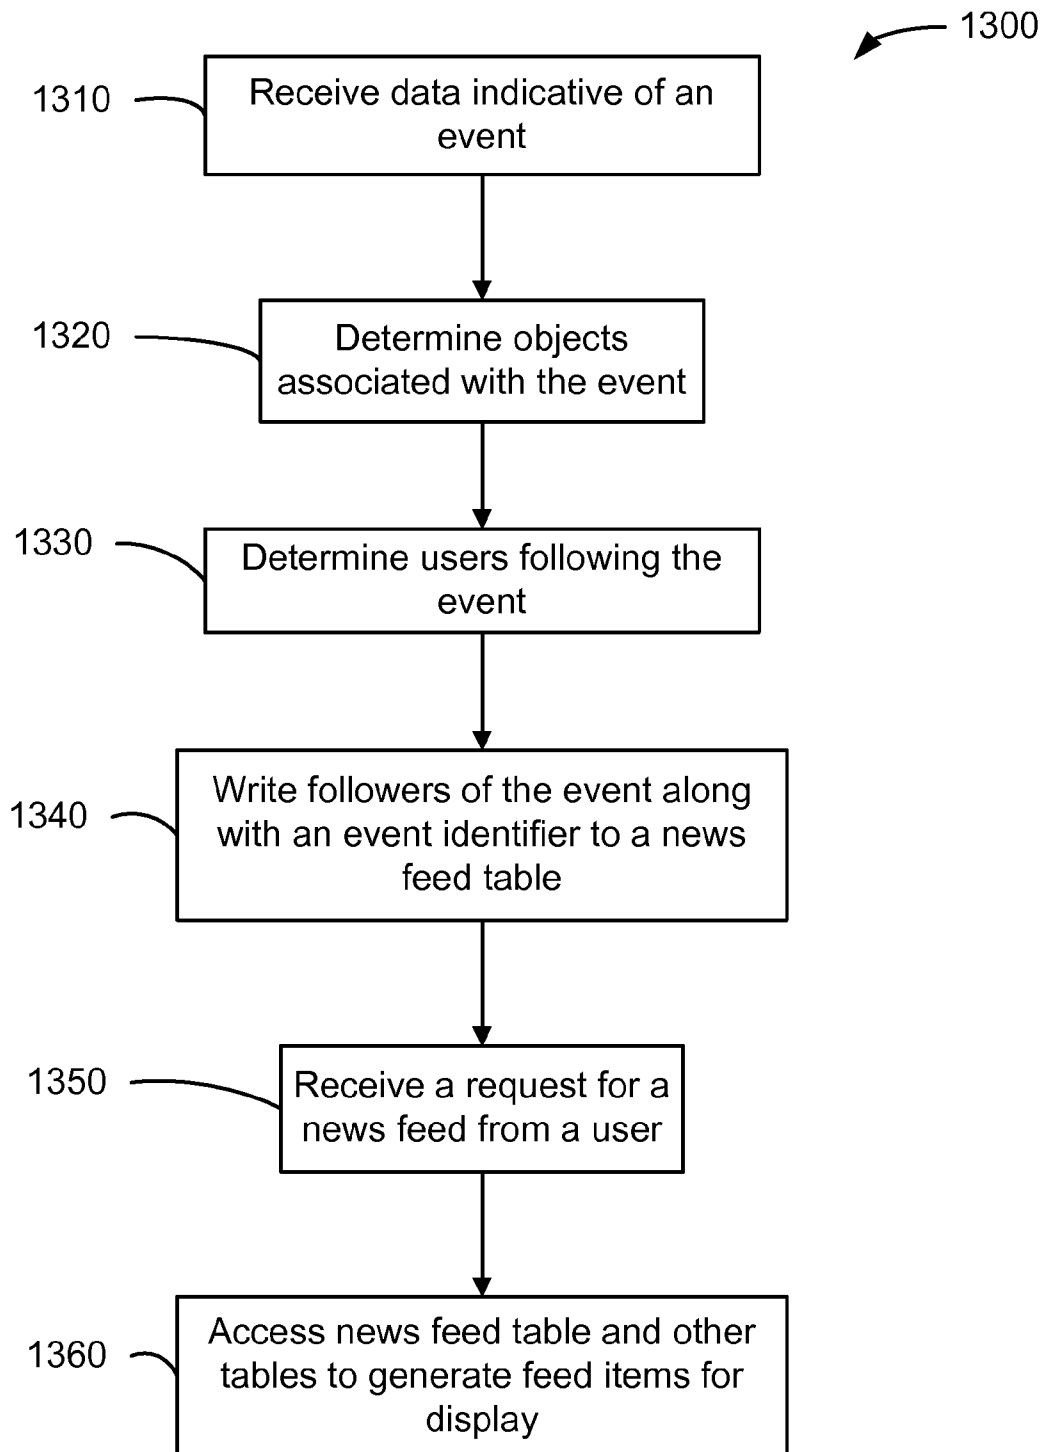 1300
1310
Receive data indicative of an
event
1320
Determine objects
associated with the event
1330
Determine users following the
event
1340
Write followers of the event along
with an event identifier to a news
feed table
1350
Receive a request for a
news feed from a user
1360
Access news feed table and other
tables to generate feed items for
display